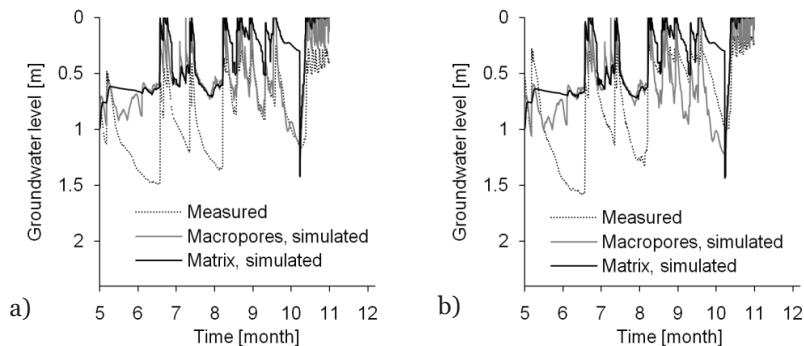 Groundwater level [m]
0
0.5
1
1.5
2
Measured
Macropores, simulated
Matrix, simulated
5 6 7 8 9 10 11 12
Time [month]
a)
Groundwater level [m]
0
0.5
1
1.5
2
Measured
Macropores, simulated
Matrix, simulated
5 6 7 8 9 10 11 12
Time [month]
b)